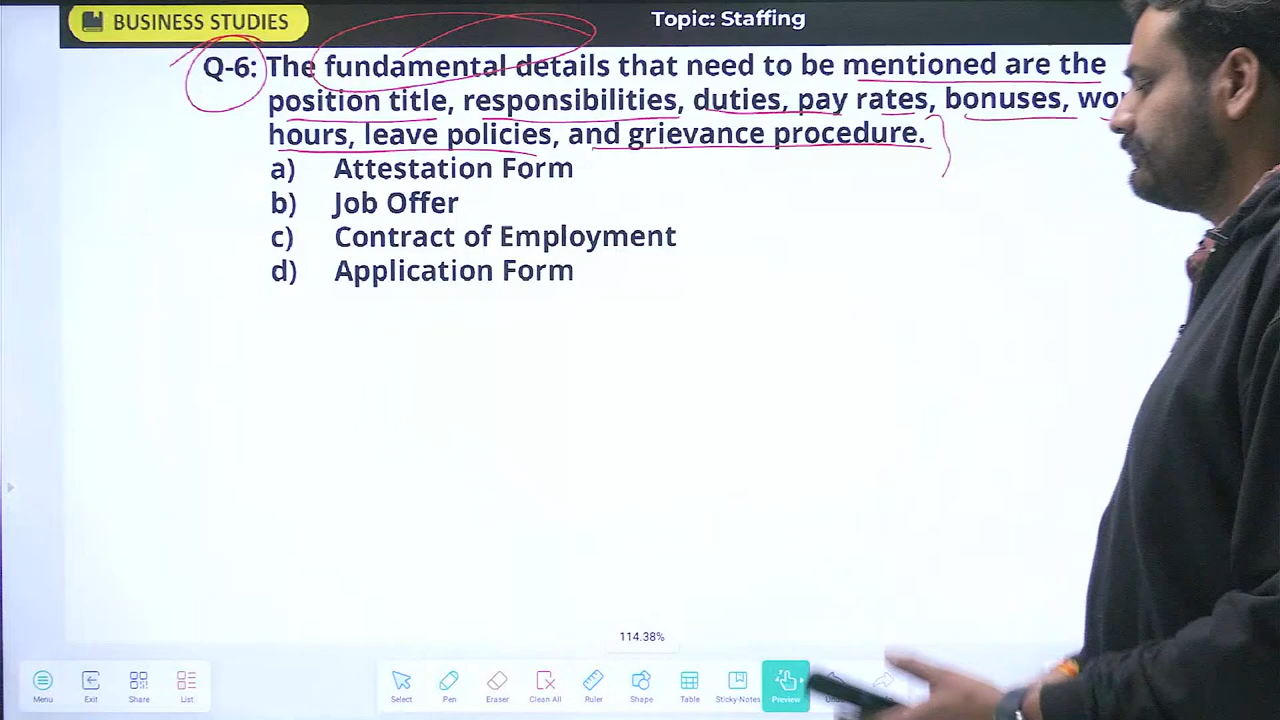 BUSINESS STUDIES
Topic: Staffing
Q-6: The fundamental details that need to be mentioned are the
position title, responsibilities, duties, pay rates, bonuses,
hours, leave policies, and grievance procedure.
a) Attestation Form
b) Job Offer
c) Contract of Employment
d) Application Form
114.38%
Menu Exit Share List Select Pen Eraser Clean All Ruler Shape Table Sticky-Notes Preview